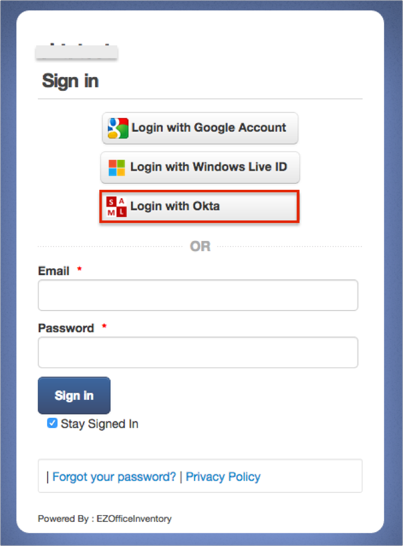 Sign in
Login with Google Account
Login with Windows Live ID
S A
M L
Login with Okta
OR
Email *
Password *
Sign in
Stay Signed In
| Forgot your password? | Privacy Policy
Powered By : EZOfficeInventory